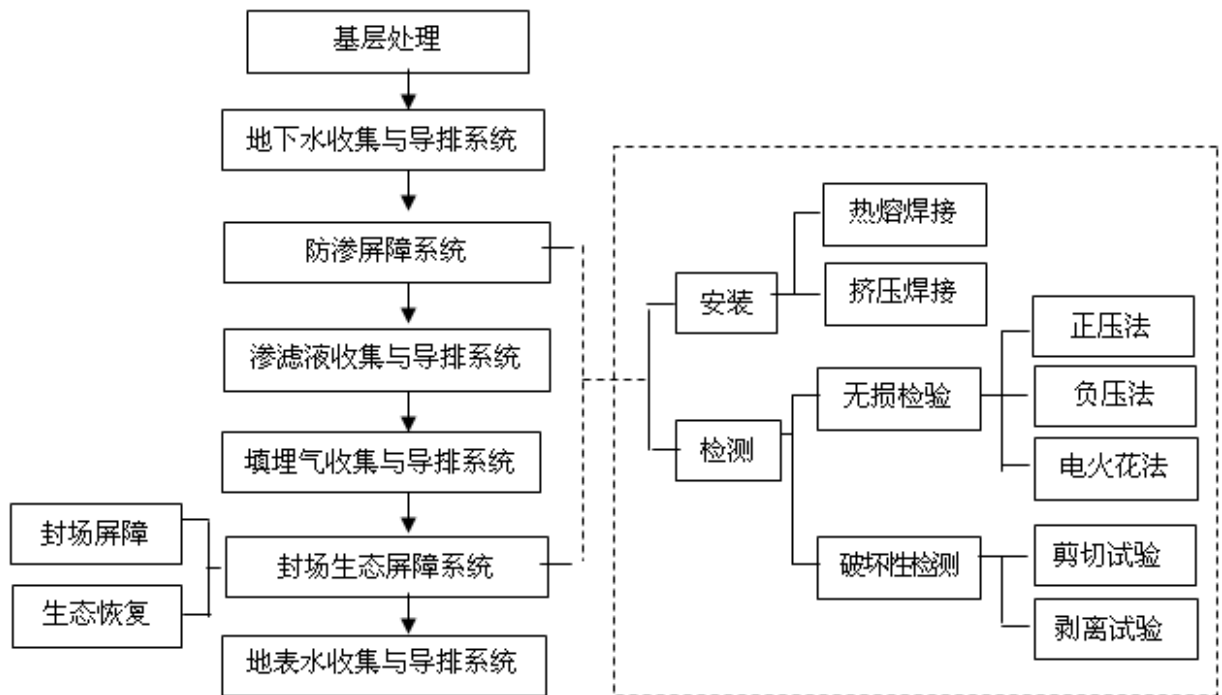 基层处理
地下水收集与导排系统
防渗屏障系统
渗滤液收集与导排系统
填埋气收集与导排系统
封场生态屏障系统
地表水收集与导排系统
封场屏障
生态恢复
安装
热熔焊接
挤压焊接
检测
无损检验
正压法
负压法
电火花法
破坏性检测
剪切试验
剥离试验